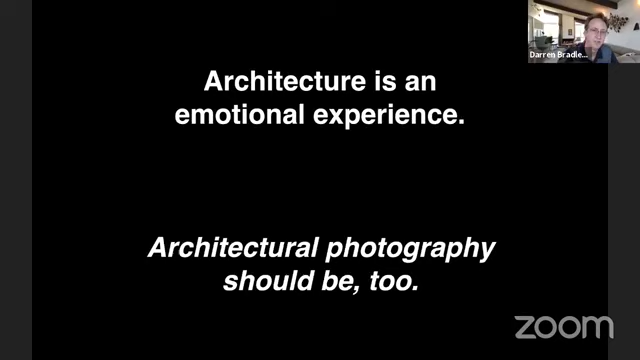 Architecture is an
emotional experience.
Architectural photography
should be, too.
Darren Bradle...
zoom